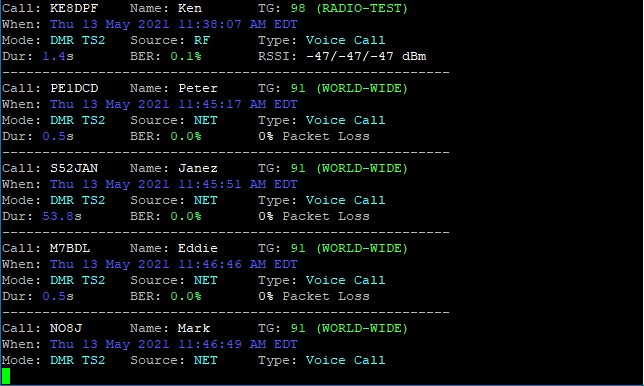 Call: KE8DPF Name: Ken TG: 98 (RADIO-TEST)
When: Thu 13 May 2021 11:38:07 AM EDT
Mode: DMR TS2 Source: RF Type: Voice Call
Dur: 1.4s BER: 0.1% RSSI: -47/-47/-47 dBm
-------------------------------------------------------
Call: PE1DCD Name: Peter TG: 91 (WORLD-WIDE)
When: Thu 13 May 2021 11:45:17 AM EDT
Mode: DMR TS2 Source: NET Type: Voice Call
Dur: 0.5s BER: 0.0% 0% Packet Loss
-------------------------------------------------------
Call: S52JAN Name: Janez TG: 91 (WORLD-WIDE)
When: Thu 13 May 2021 11:45:51 AM EDT
Mode: DMR TS2 Source: NET Type: Voice Call
Dur: 53.8s BER: 0.0% 0% Packet Loss
-------------------------------------------------------
Call: M7BDL Name: Eddie TG: 91 (WORLD-WIDE)
When: Thu 13 May 2021 11:46:46 AM EDT
Mode: DMR TS2 Source: NET Type: Voice Call
Dur: 0.5s BER: 0.0% 0% Packet Loss
-------------------------------------------------------
Call: NO8J Name: Mark TG: 91 (WORLD-WIDE)
When: Thu 13 May 2021 11:46:49 AM EDT
Mode: DMR TS2 Source: NET Type: Voice Call